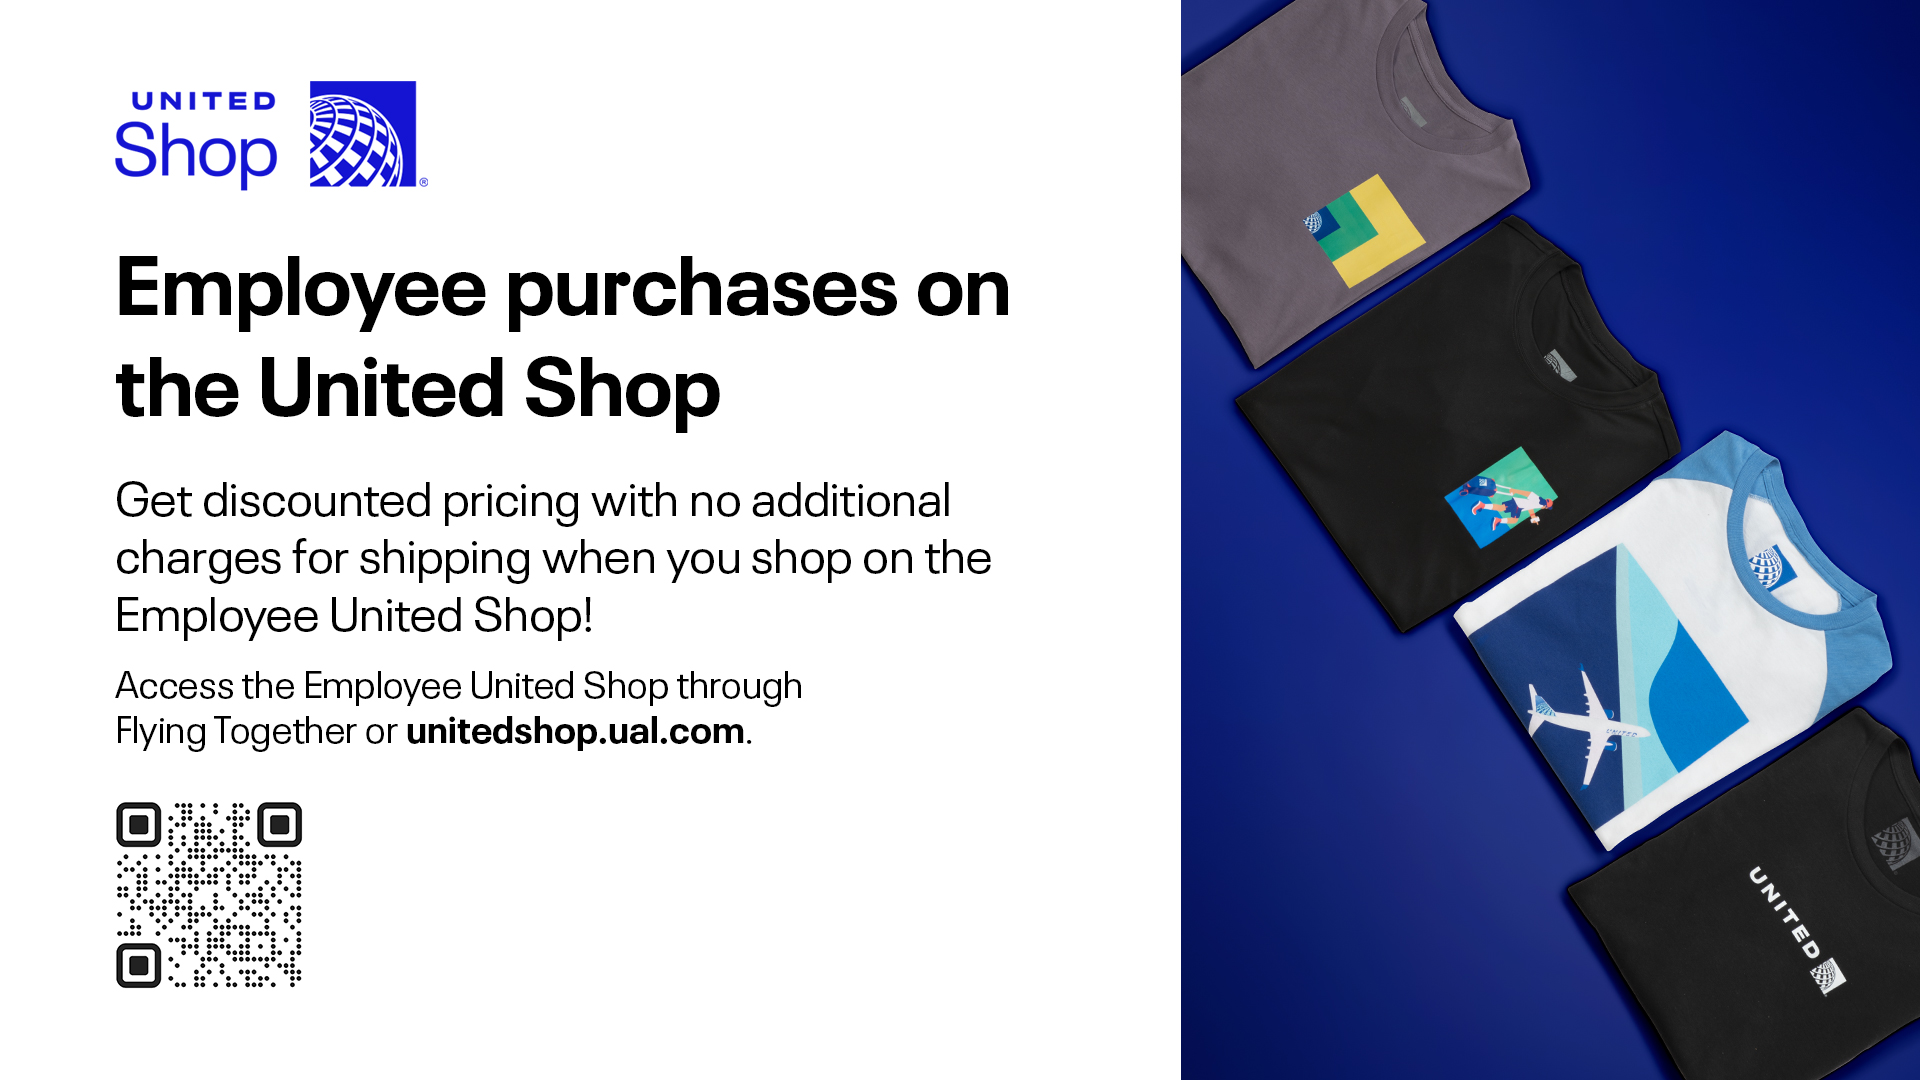 UNITED
Shop
®
Employee purchases on
the United Shop
Get discounted pricing with no additional
charges for shipping when you shop on the
Employee United Shop!
Access the Employee United Shop through
Flying Together or unitedshop.ual.com.
UNITED
UNITED